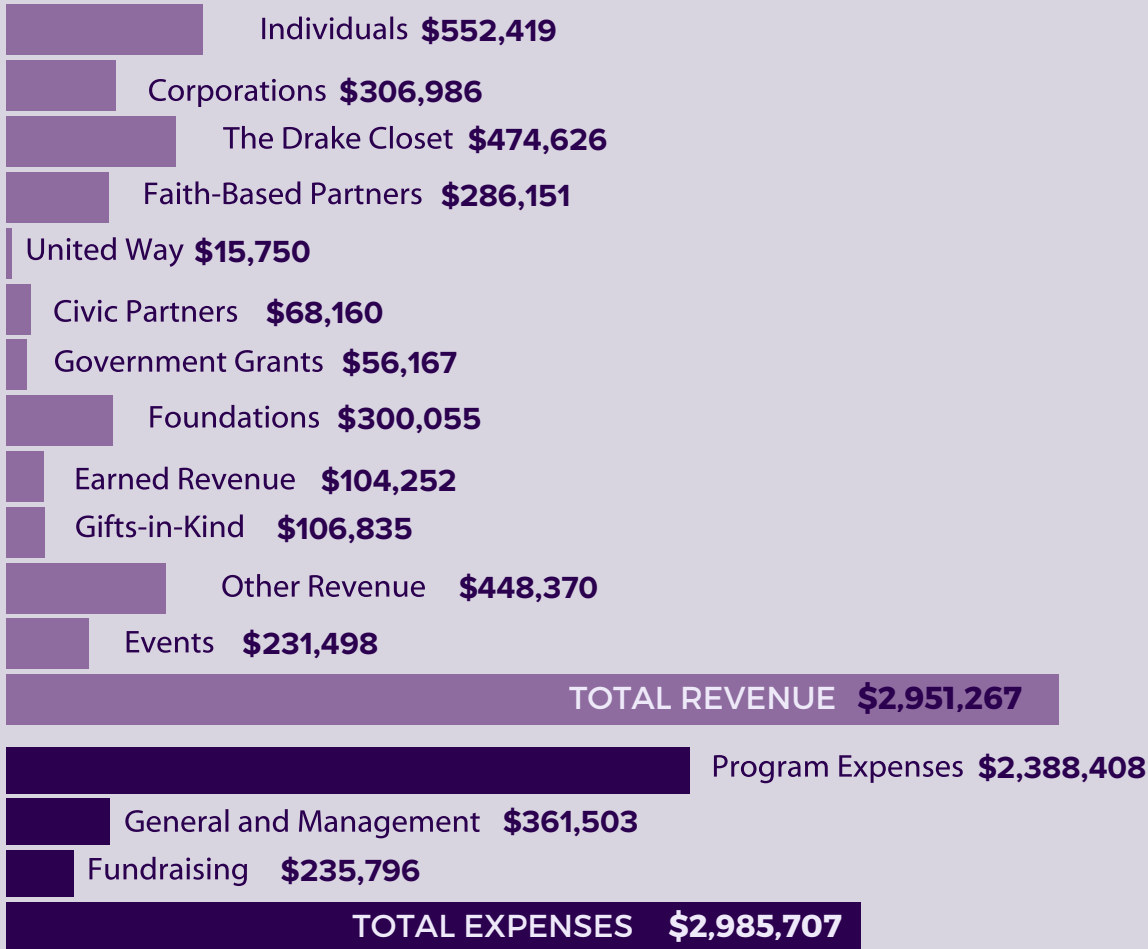 Individuals $552,419
Corporations $306,986
The Drake Closet $474,626
Faith-Based Partners $286,151
United Way $15,750
Civic Partners $68,160
Government Grants $56,167
Foundations $300,055
Earned Revenue $104,252
Gifts-in-Kind $106,835
Other Revenue $448,370
Events $231,498
TOTAL REVENUE $2,951,267
Program Expenses $2,388,408
General and Management $361,503
Fundraising $235,796
TOTAL EXPENSES $2,985,707